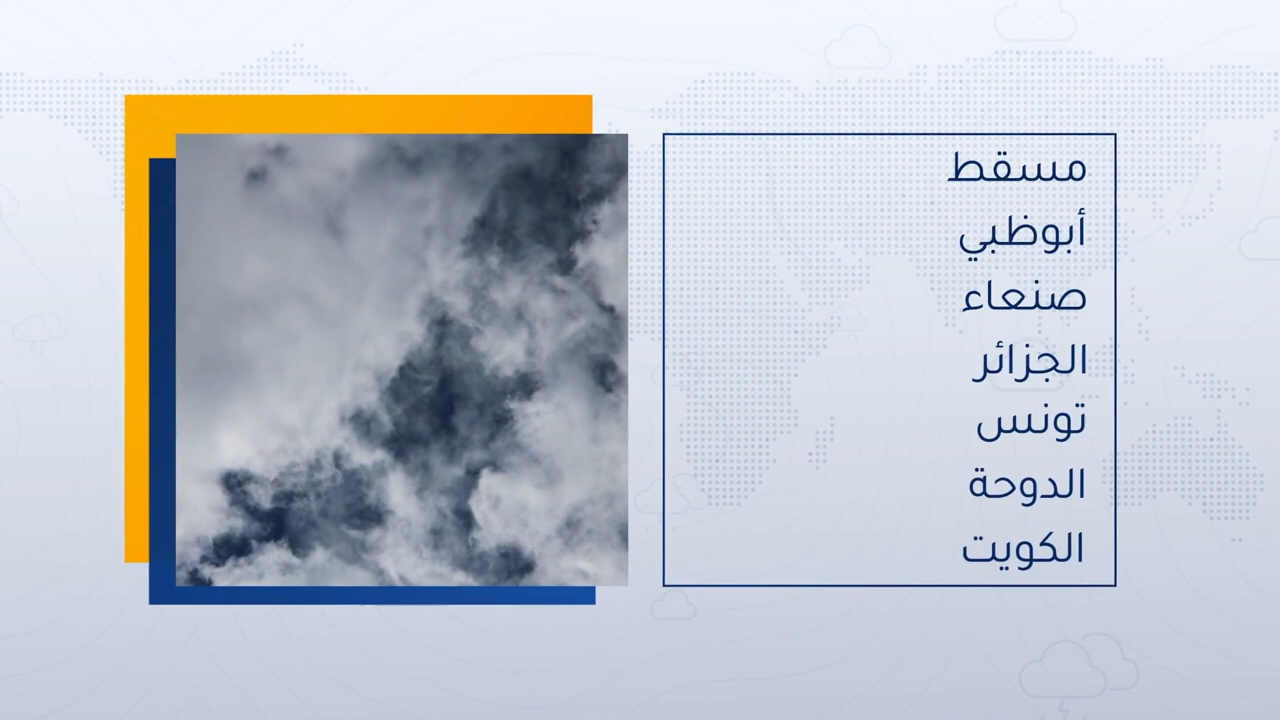 مسقط
أبوظبي
صنعاء
الجزائر
تونس
الدوحة
الكويت